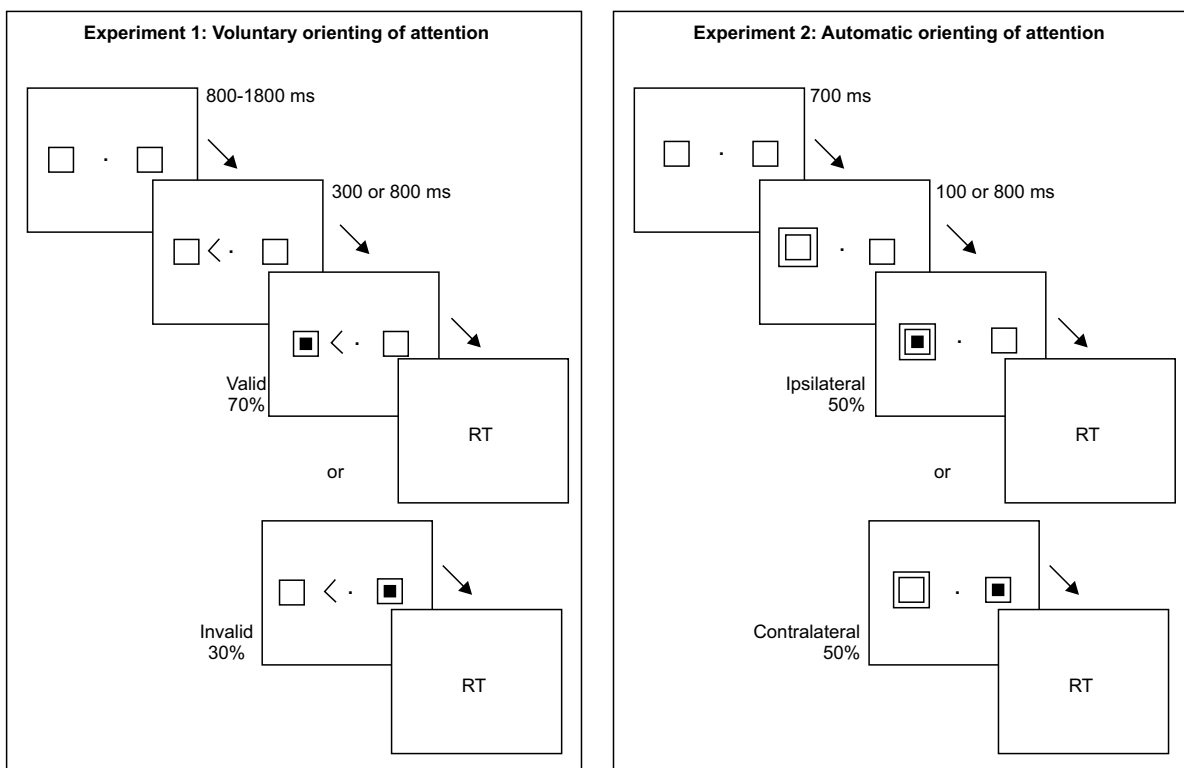 Experiment 1: Voluntary orienting of attention
800-1800 ms
300 or 800 ms
Valid
70%
RT
or
Invalid
30%
RT
Experiment 2: Automatic orienting of attention
700 ms
100 or 800 ms
Ipsilateral
50%
RT
or
Contralateral
50%
RT